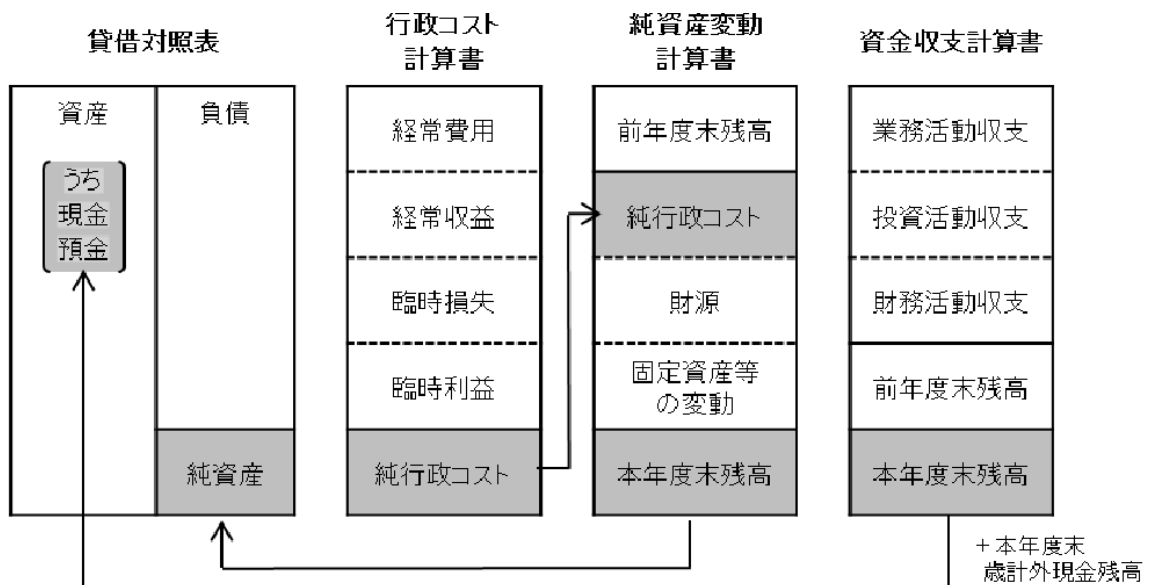 貸借対照表
資産
負債
うち
現金
預金
純資産
行政コスト
計算書
経常費用
経常収益
臨時損失
臨時利益
純行政コスト
純資産変動
計算書
前年度末残高
純行政コスト
財源
固定資産等
の変動
本年度末残高
資金収支計算書
業務活動収支
投資活動収支
財務活動収支
前年度末残高
本年度末残高
+本年度末
歳計外現金残高